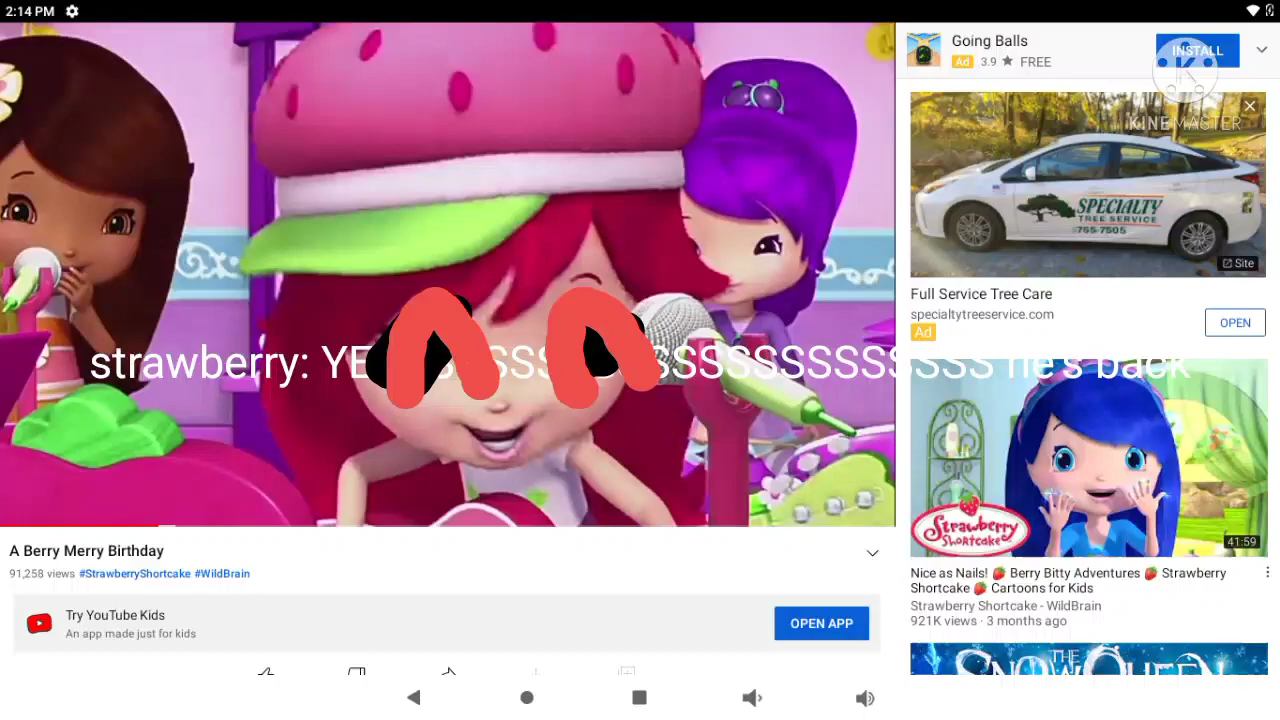 2:14 PM
Going Balls
Ad 3.9 ★ FREE
INSTALL
KINEMASTER
SPECIALTY
TREE SERVICE
765-7505
Site
Full Service Tree Care
specialtytreeservice.com
Ad
OPEN
he's back
strawberry:
Strawberry Shortcake
41:59
A Berry Merry Birthday
91,258 views #StrawberryShortcake #WildBrain
Try YouTube Kids
An app made just for kids
OPEN APP
Nice as Nails! 🍓 Berry Bitty Adventures 🍓 Strawberry
Shortcake 🍓 Cartoons for Kids
Strawberry Shortcake - WildBrain
921K views · 3 months ago
THE
SNOW QUEEN